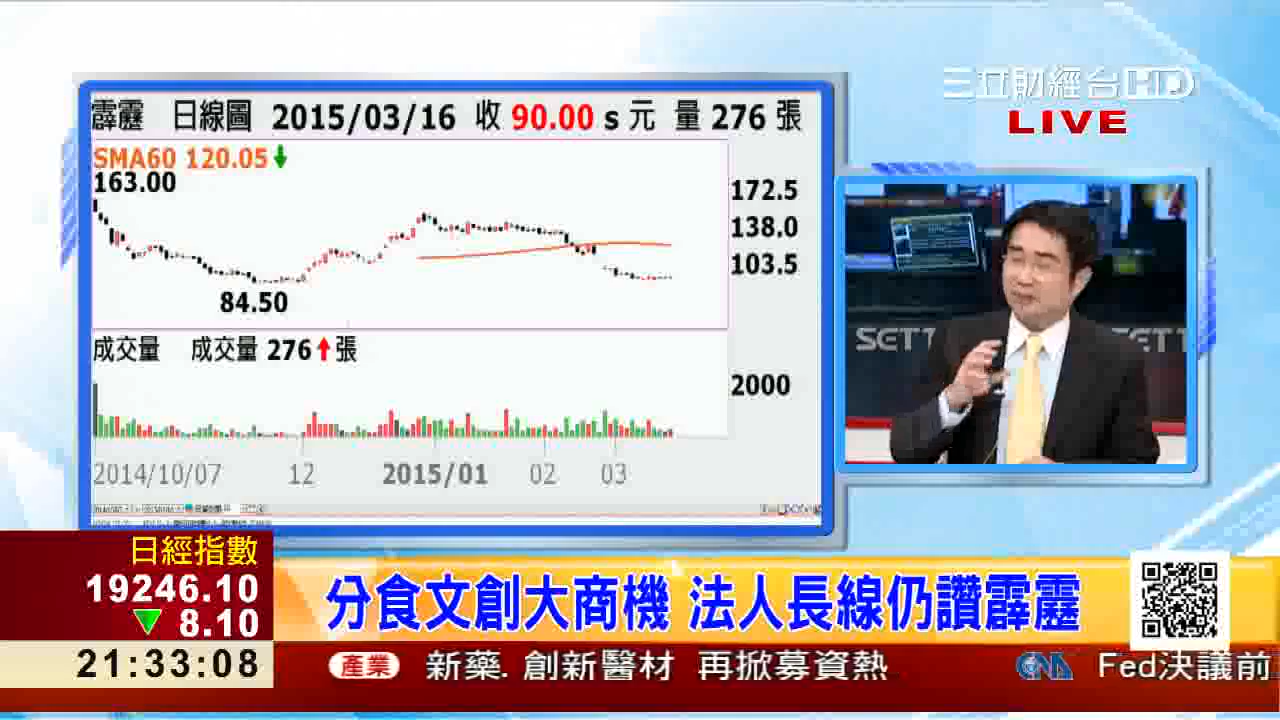 三立財經台HD
LIVE
霹靂 日線圖 2015/03/16 收 90.00 s 元 量 276 張
SMA60 120.05
163.00
172.5
138.0
103.5
84.50
成交量 成交量 276 張
2000
2014/10/07 12 2015/01 02 03
SETT
ETT
日經指數
19246.10
8.10
21:33:08
分食文創大商機 法人長線仍讚霹靂
產業 新藥. 創新醫材 再掀募資熱 CNA Fed決議前